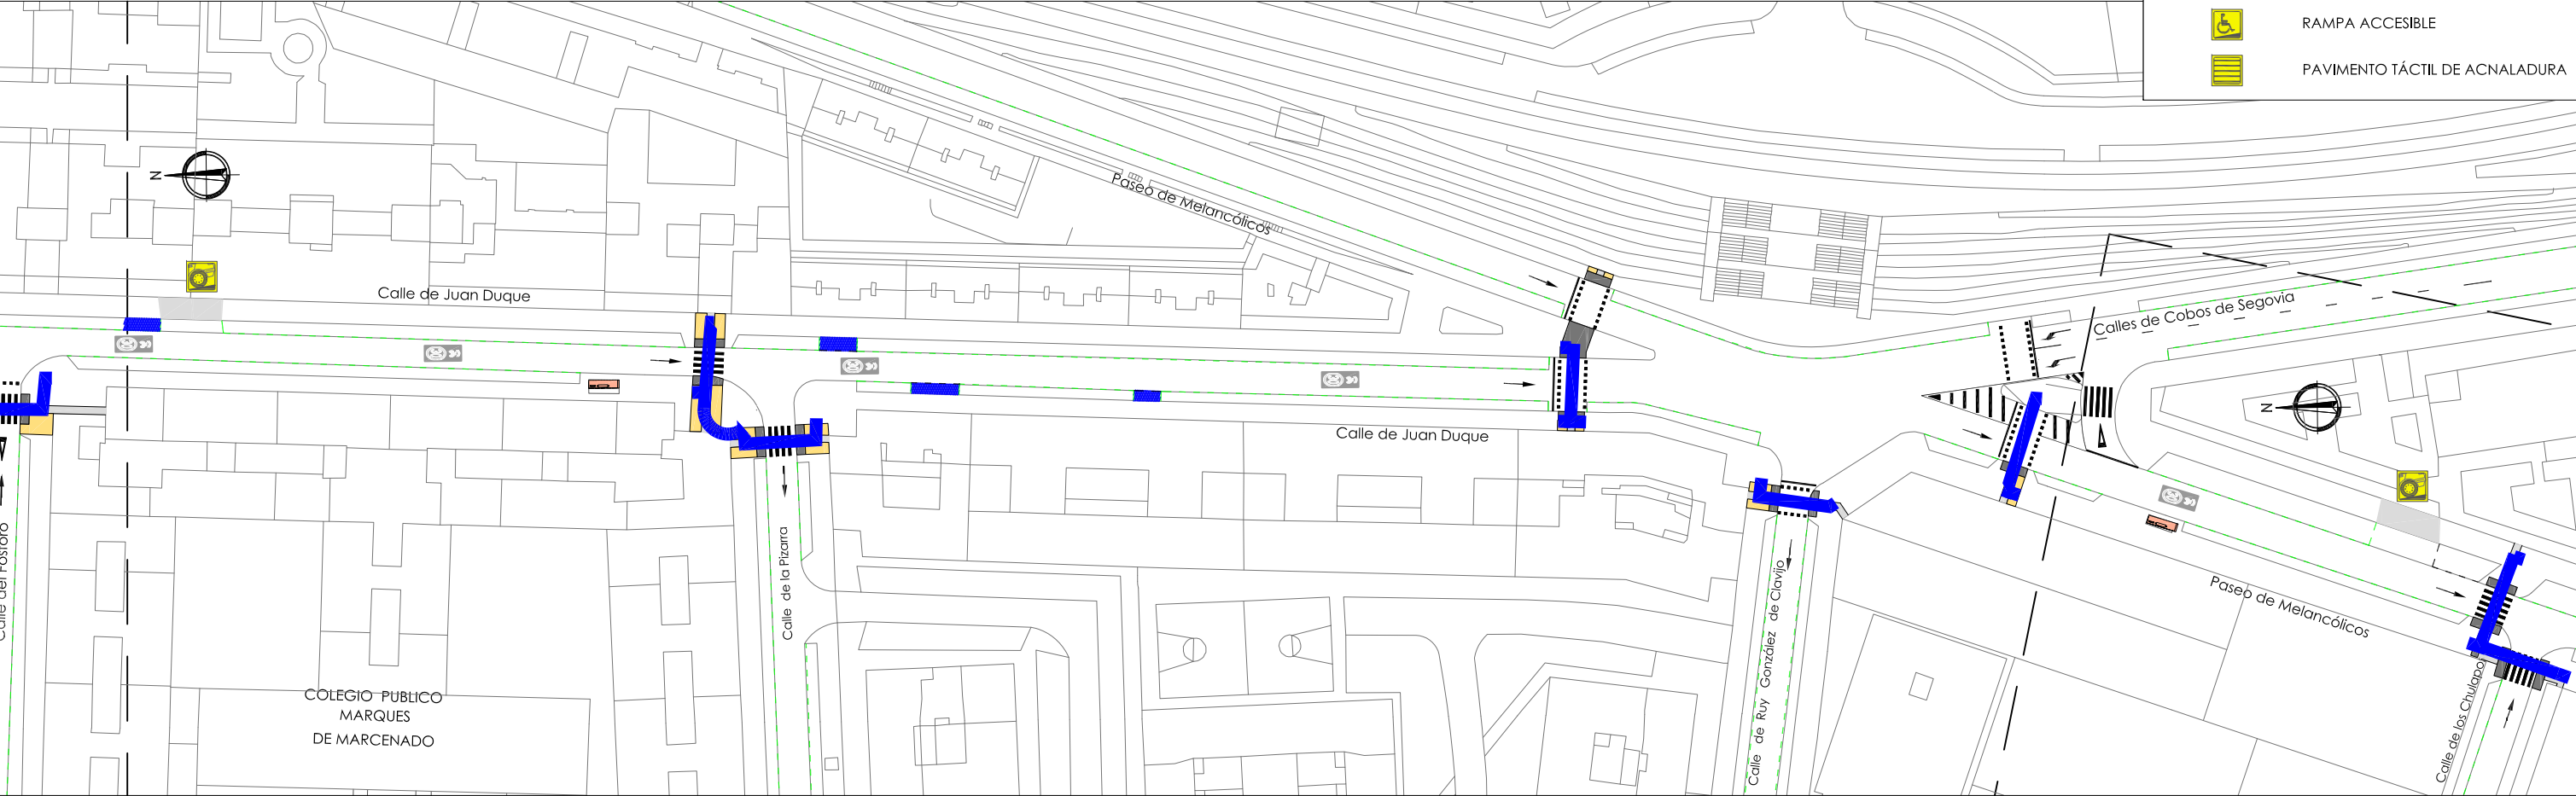 RAMPA ACCESIBLE
PAVIMENTO TÁCTIL DE ACNALADURA
N
Paseo de Melancólicos
Calle de Juan Duque
Calles de Cobos de Segovia
N
Calle de Juan Duque
Calle del Fósforo
Calle de la Pizarra
Calle de Ruy González de Clavijo
Paseo de Melancólicos
Calle de los Chulapos
COLEGIO PUBLICO
MARQUES
DE MARCENADO